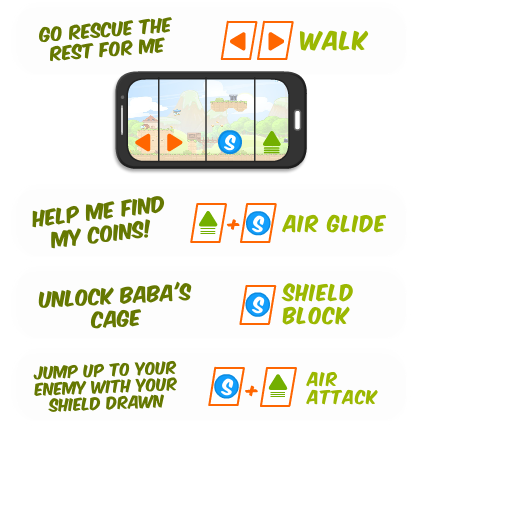 GO RESCUE THE
REST FOR ME
WALK
S
HELP ME FIND
MY COINS!
+ S
AIR GLIDE
UNLOCK BABA'S
CAGE
S
SHIELD
BLOCK
JUMP UP TO YOUR
ENEMY WITH YOUR
SHIELD DRAWN
S +
AIR
ATTACK